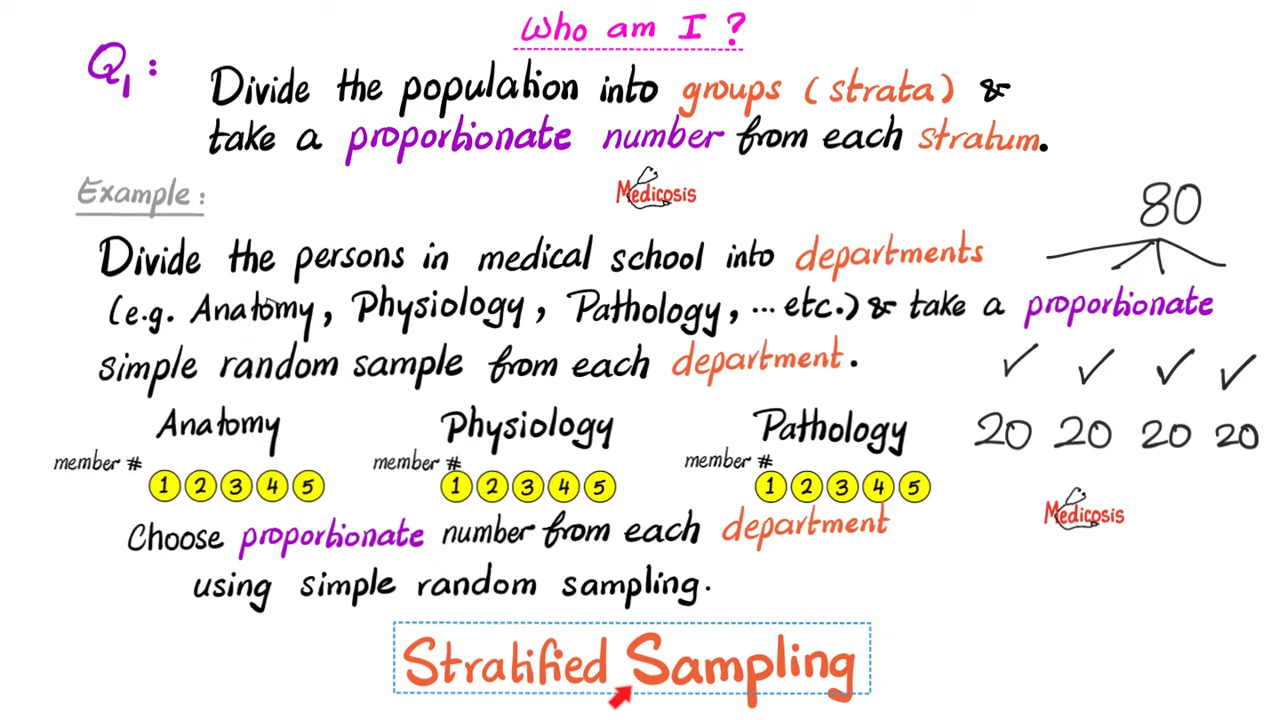 Who am I?
Q1: Divide the population into groups (strata) &
take a proportionate number from each stratum.
Medicosis
Example:
80
Divide the persons in medical school into departments
(e.g. Anatomy, Physiology, Pathology, ... etc.) & take a proportionate
simple random sample from each department. ✓ ✓ ✓ ✓
Anatomy Physiology Pathology 20 20 20 20
member # 1 2 3 4 5 member # 1 2 3 4 5 member # 1 2 3 4 5
Medicosis
Choose proportionate number from each department
using simple random sampling.
Stratified Sampling